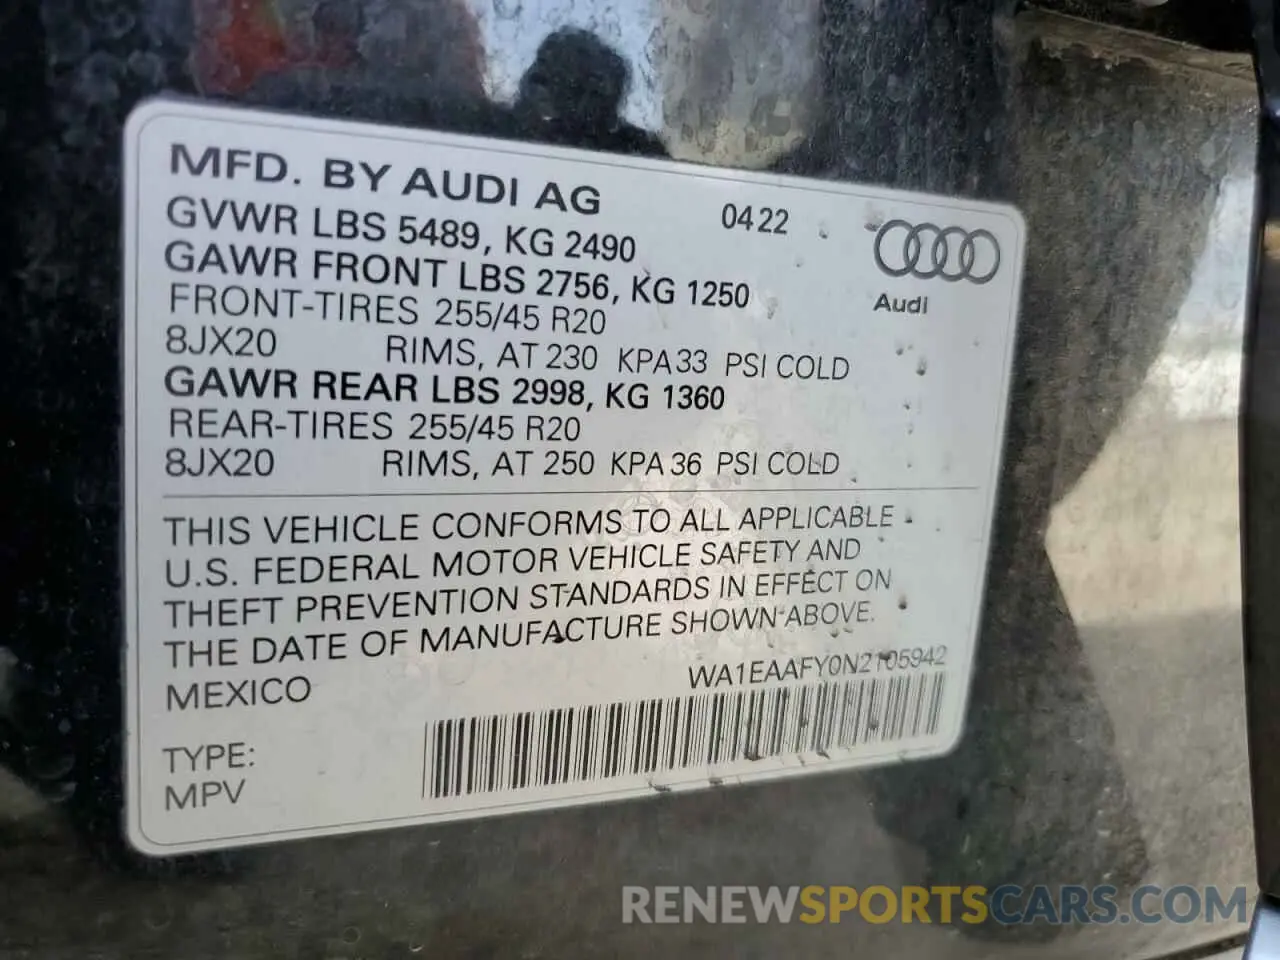 MFD. BY AUDI AG
0422
GVWR LBS 5489, KG 2490
GAWR FRONT LBS 2756, KG 1250
Audi
FRONT-TIRES 255/45 R20
8JX20 RIMS, AT 230 KPA 33 PSI COLD
GAWR REAR LBS 2998, KG 1360
REAR-TIRES 255/45 R20
8JX20 RIMS, AT 250 KPA 36 PSI COLD
THIS VEHICLE CONFORMS TO ALL APPLICABLE
U.S. FEDERAL MOTOR VEHICLE SAFETY AND
THEFT PREVENTION STANDARDS IN EFFECT ON
THE DATE OF MANUFACTURE SHOWN ABOVE.
MEXICO
WA1EAAFY0N2105942
TYPE:
MPV
RENEWSPORTSCARS.COM